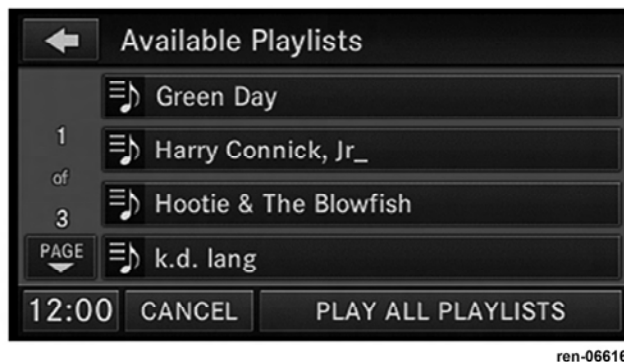 Available Playlists
Green Day
1
Harry Connick, Jr_
of
Hootie & The Blowfish
3
PAGE
k.d. lang
12:00
CANCEL
PLAY ALL PLAYLISTS
ren-06616